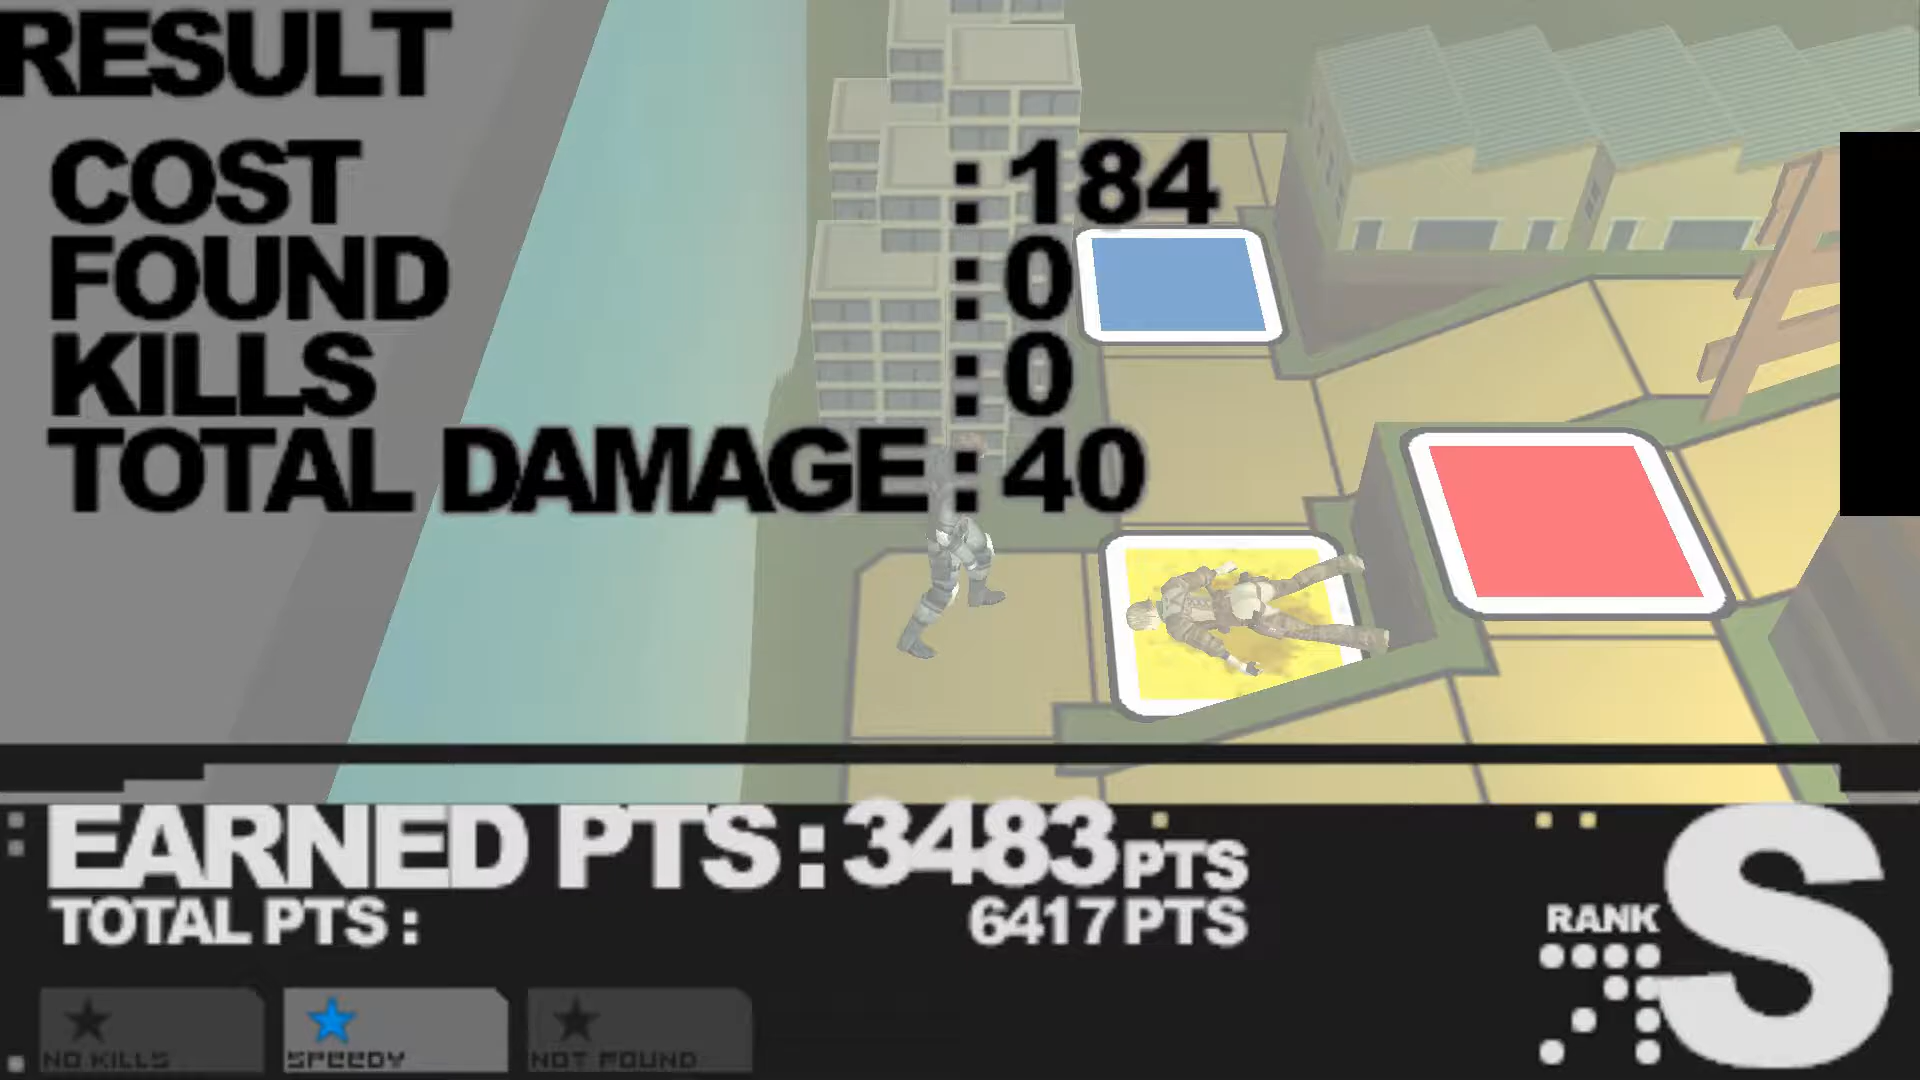 RESULT
COST : 184
FOUND : 0
KILLS : 0
TOTAL DAMAGE : 40
EARNED PTS : 3483 PTS
TOTAL PTS : 6417 PTS
RANK S
NO KILLS
SPEEDY
NOT FOUND